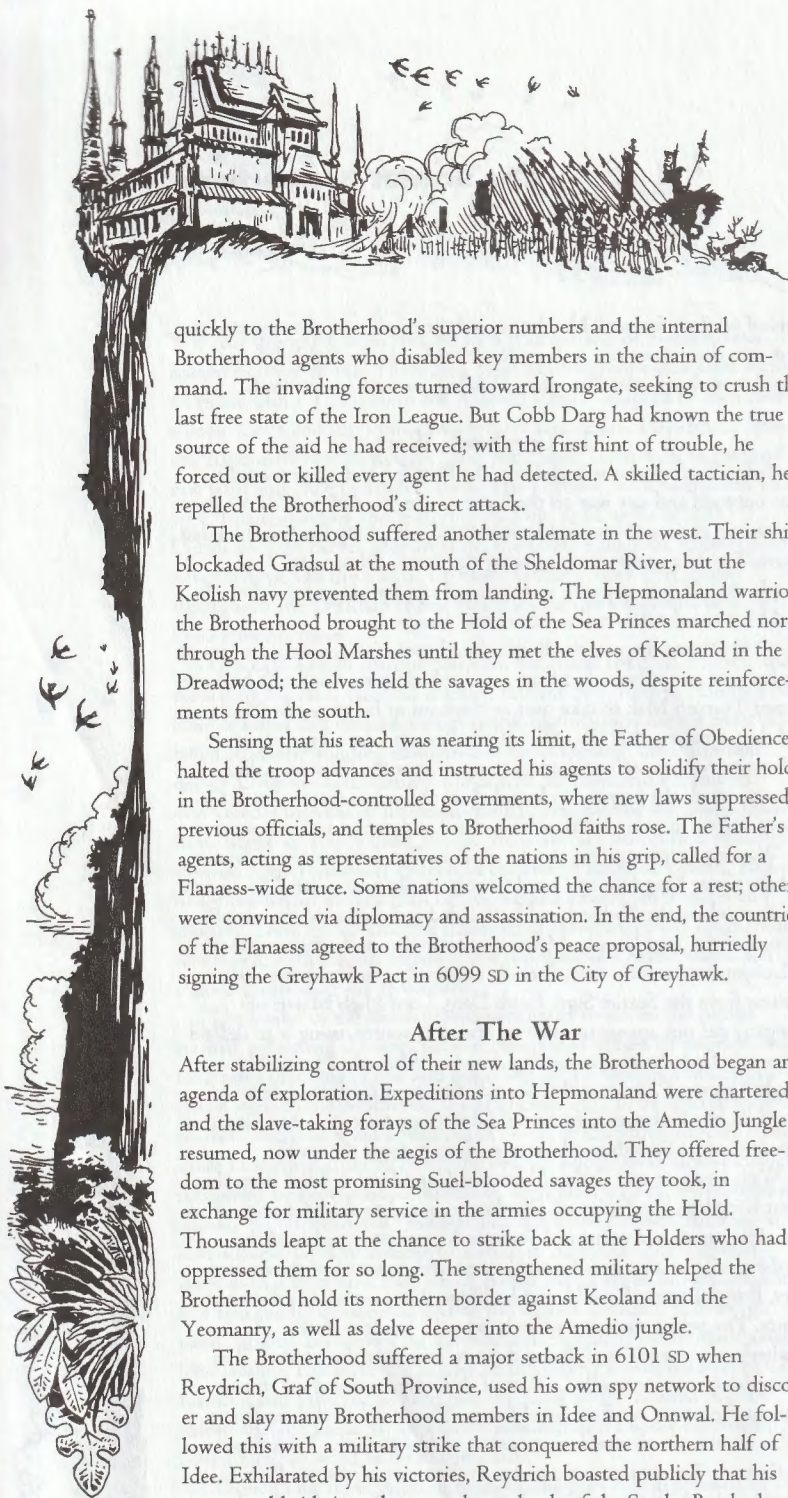 quickly to the Brotherhood's superior numbers and the internal
Brotherhood agents who disabled key members in the chain of com-
mand. The invading forces turned toward Irongate, seeking to crush th
last free state of the Iron League. But Cobb Darg had known the true
source of the aid he had received; with the first hint of trouble, he
forced out or killed every agent he had detected. A skilled tactician, he
repelled the Brotherhood's direct attack.
The Brotherhood suffered another stalemate in the west. Their shi
blockaded Gradsul at the mouth of the Sheldomar River, but the
Keolish navy prevented them from landing. The Hepmonaland warrio
the Brotherhood brought to the Hold of the Sea Princes marched nor
through the Hool Marshes until they met the elves of Keoland in the
Dreadwood; the elves held the savages in the woods, despite reinforce-
ments from the south.
Sensing that his reach was nearing its limit, the Father of Obedience
halted the troop advances and instructed his agents to solidify their hold
in the Brotherhood-controlled governments, where new laws suppressed
previous officials, and temples to Brotherhood faiths rose. The Father's
agents, acting as representatives of the nations in his grip, called for a
Flanaess-wide truce. Some nations welcomed the chance for a rest; other
were convinced via diplomacy and assassination. In the end, the countrie
of the Flanaess agreed to the Brotherhood's peace proposal, hurriedly
signing the Greyhawk Pact in 6099 SD in the City of Greyhawk.
After The War
After stabilizing control of their new lands, the Brotherhood began an
agenda of exploration. Expeditions into Hepmonaland were chartered
and the slave-taking forays of the Sea Princes into the Amedio Jungle
resumed, now under the aegis of the Brotherhood. They offered free-
dom to the most promising Suel-blooded savages they took, in
exchange for military service in the armies occupying the Hold.
Thousands leapt at the chance to strike back at the Holders who had
oppressed them for so long. The strengthened military helped the
Brotherhood hold its northern border against Keoland and the
Yeomanry, as well as delve deeper into the Amedio jungle.
The Brotherhood suffered a major setback in 6101 SD when
Reydrich, Graf of South Province, used his own spy network to disco
er and slay many Brotherhood members in Idee and Onnwal. He fol-
lowed this with a military strike that conquered the northern half of
Idee. Exhilarated by his victories, Reydrich boasted publicly that his